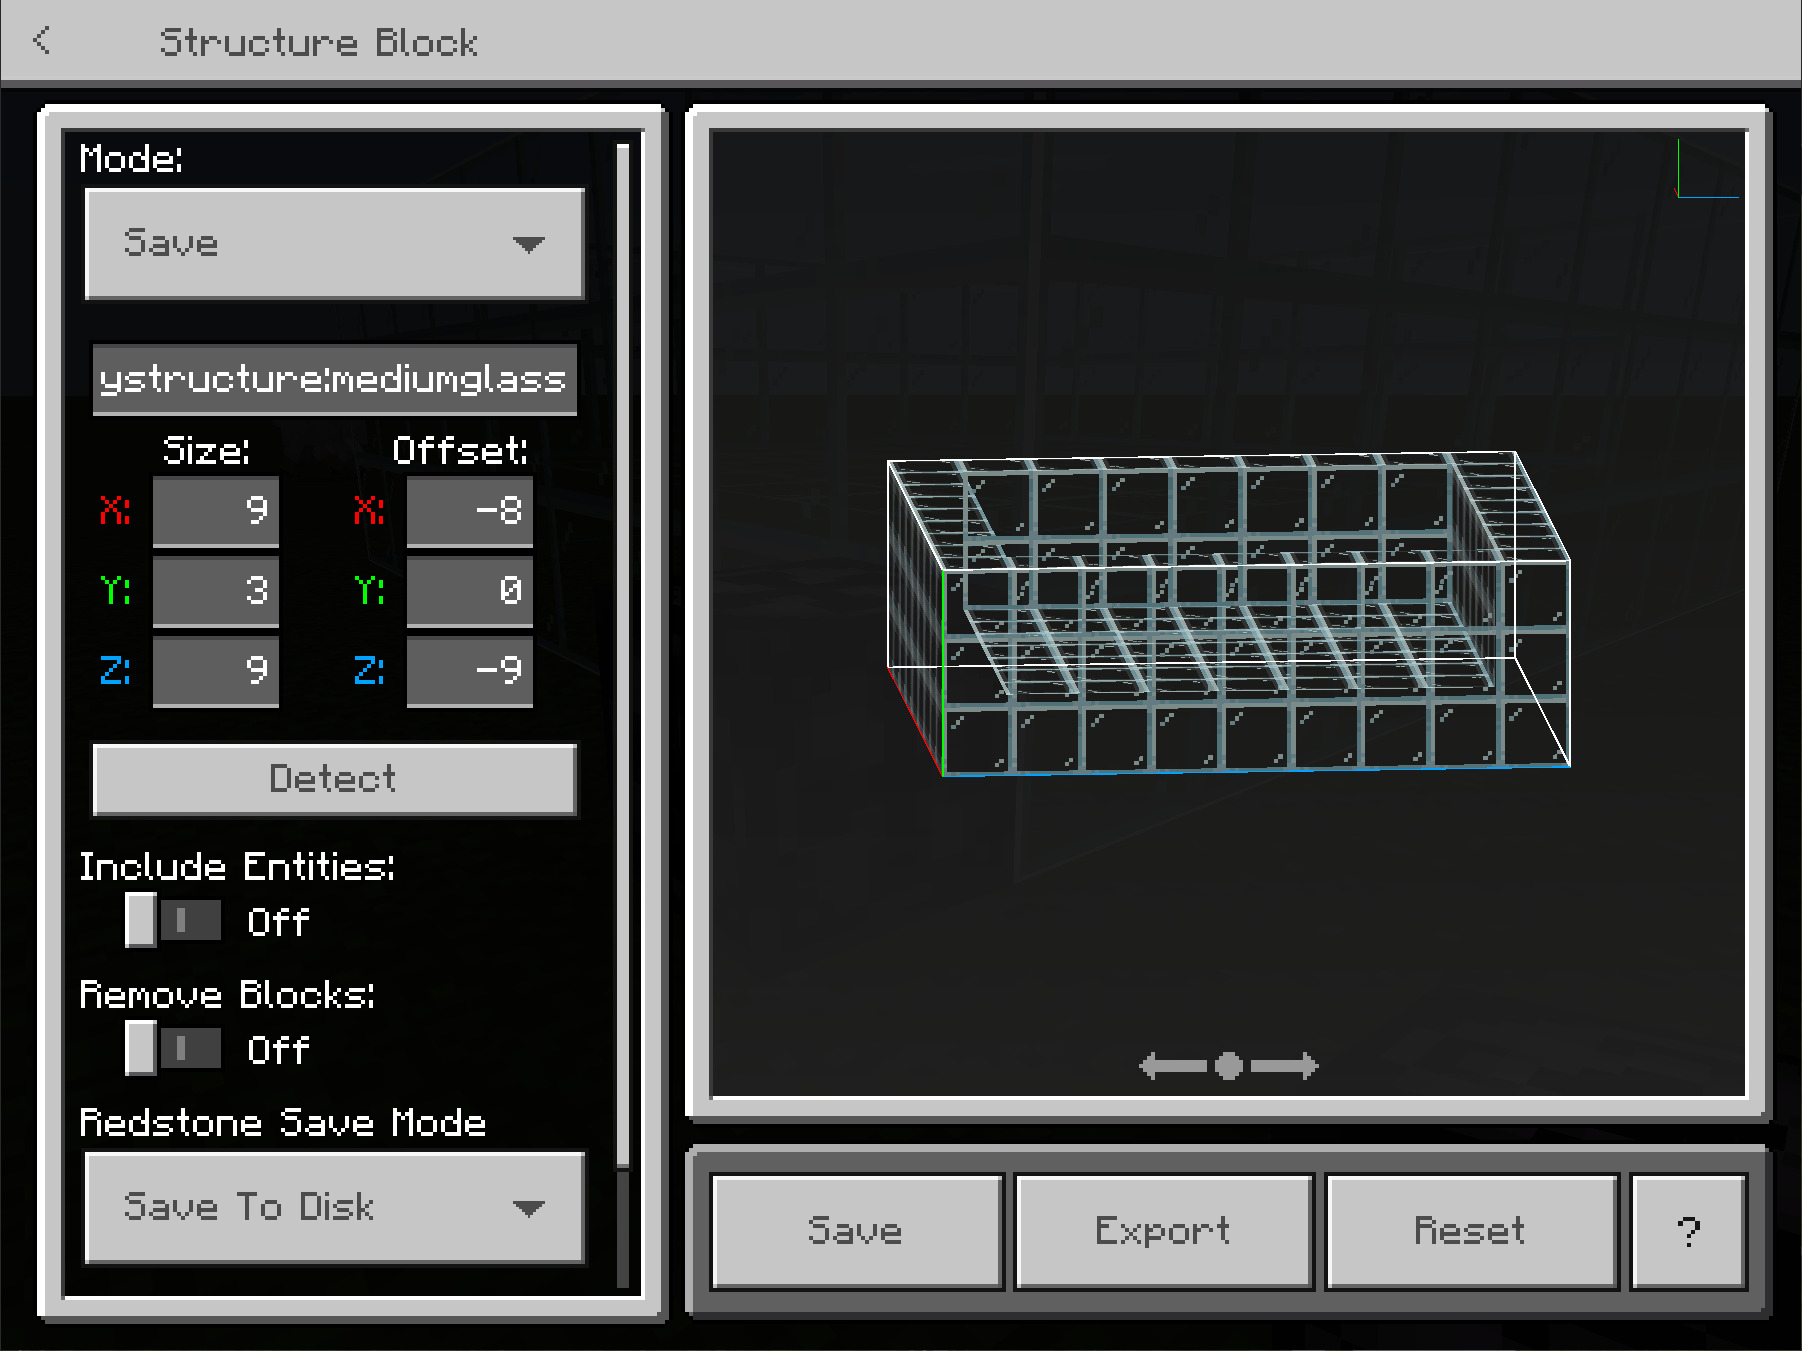 Structure Block
Mode:
Save
ystructure:mediumglass
Size: Offset:
X: 9 X: -8
Y: 3 Y: 0
Z: 9 Z: -9
Detect
Include Entities:
Off
Remove Blocks:
Off
Redstone Save Mode
Save To Disk
Save Export Reset ?